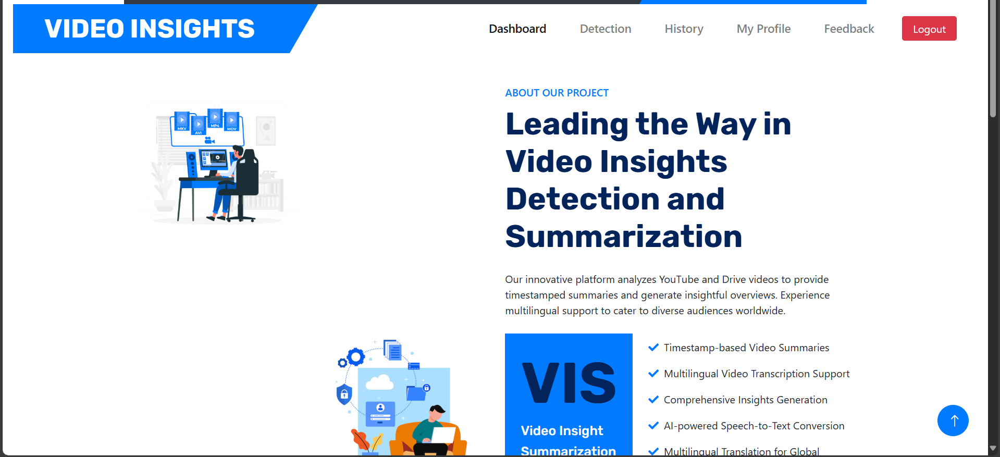 VIDEO INSIGHTS
Dashboard
Detection
History
My Profile
Feedback
Logout
MKV
AVI
MP4
MOV
ABOUT OUR PROJECT
Leading the Way in
Video Insights
Detection and
Summarization
Our innovative platform analyzes YouTube and Drive videos to provide
timestamped summaries and generate insightful overviews. Experience
multilingual support to cater to diverse audiences worldwide.
VIS
Video Insight
Summarization
Timestamp-based Video Summaries
Multilingual Video Transcription Support
Comprehensive Insights Generation
AI-powered Speech-to-Text Conversion
Multilingual Translation for Global